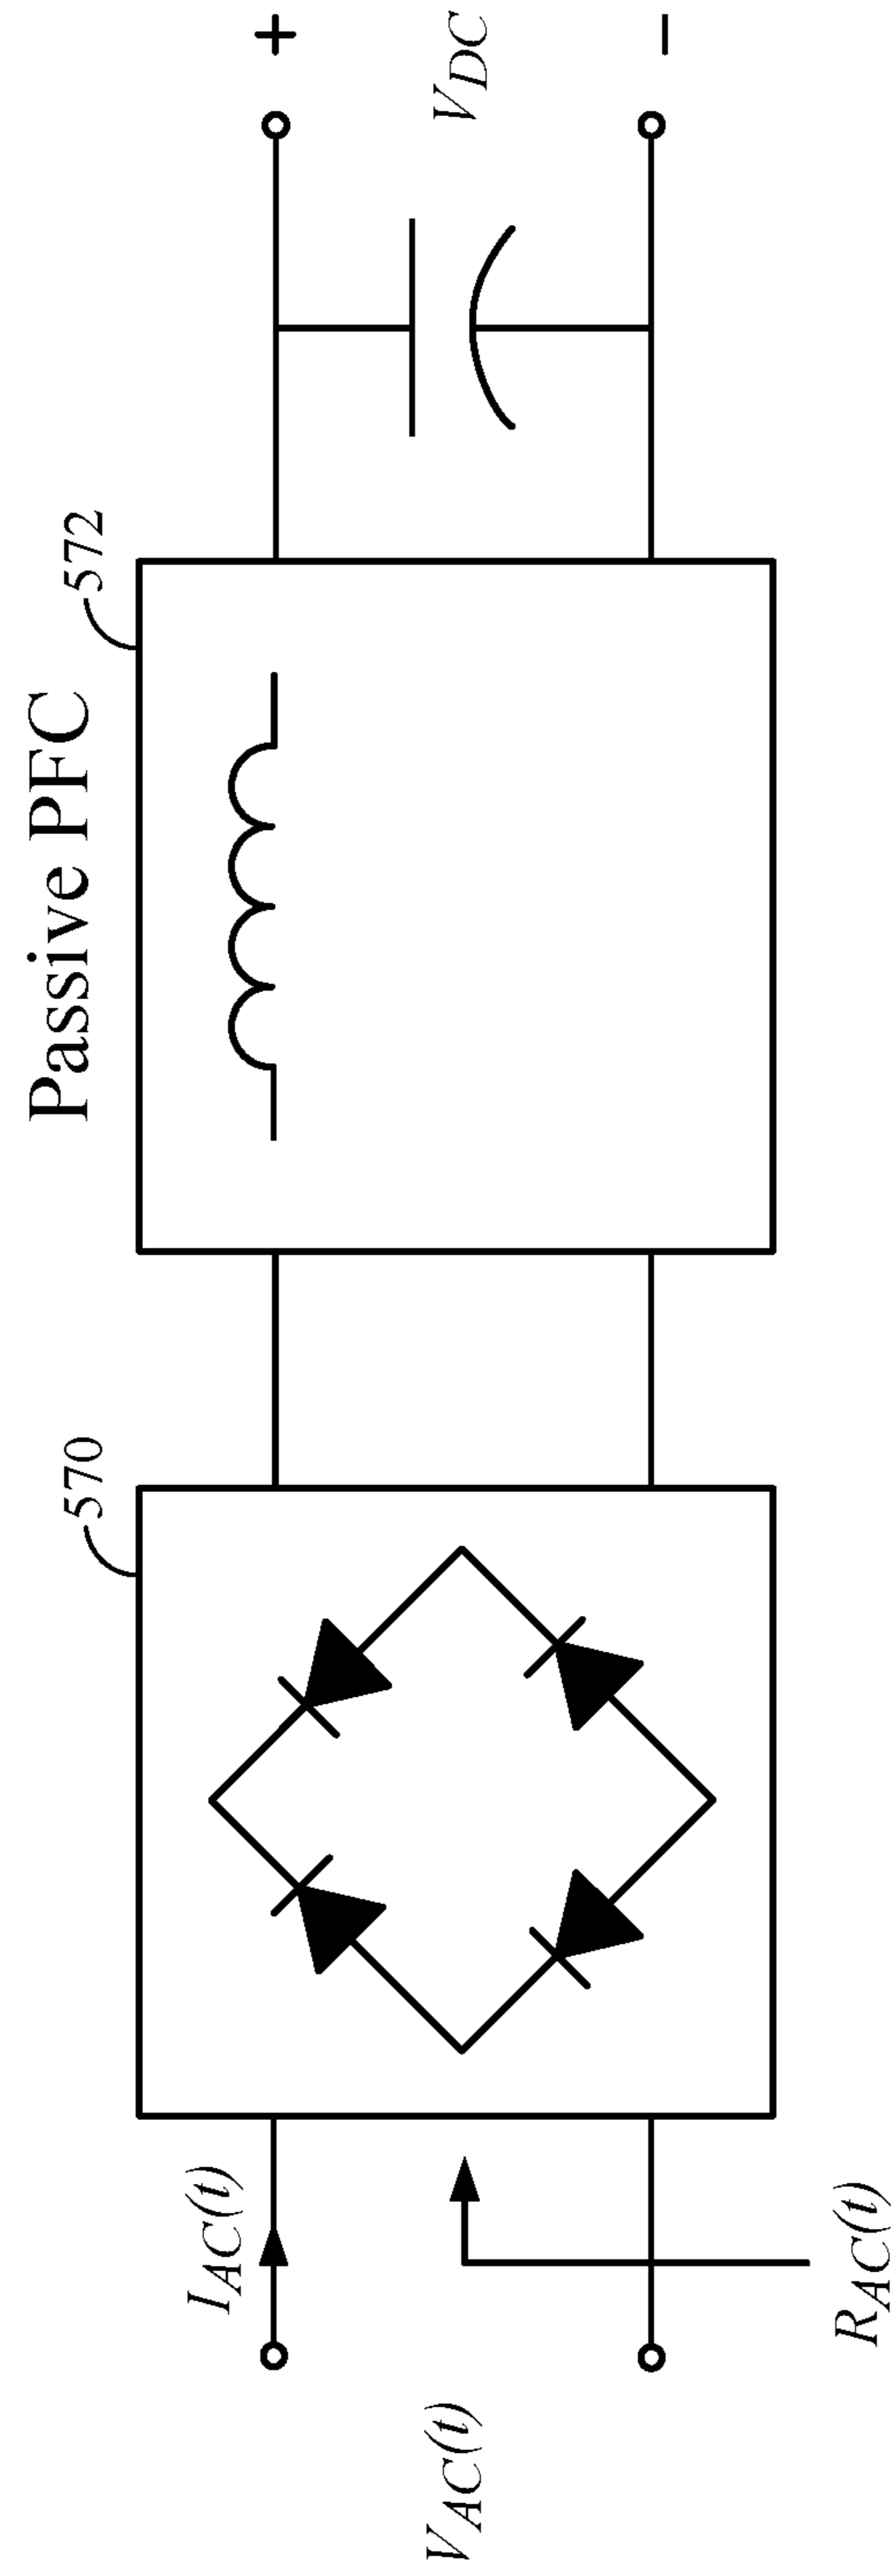 Passive PFC
570
572
I_AC(t)
V_AC(t)
R_AC(t)
+
V_DC
−